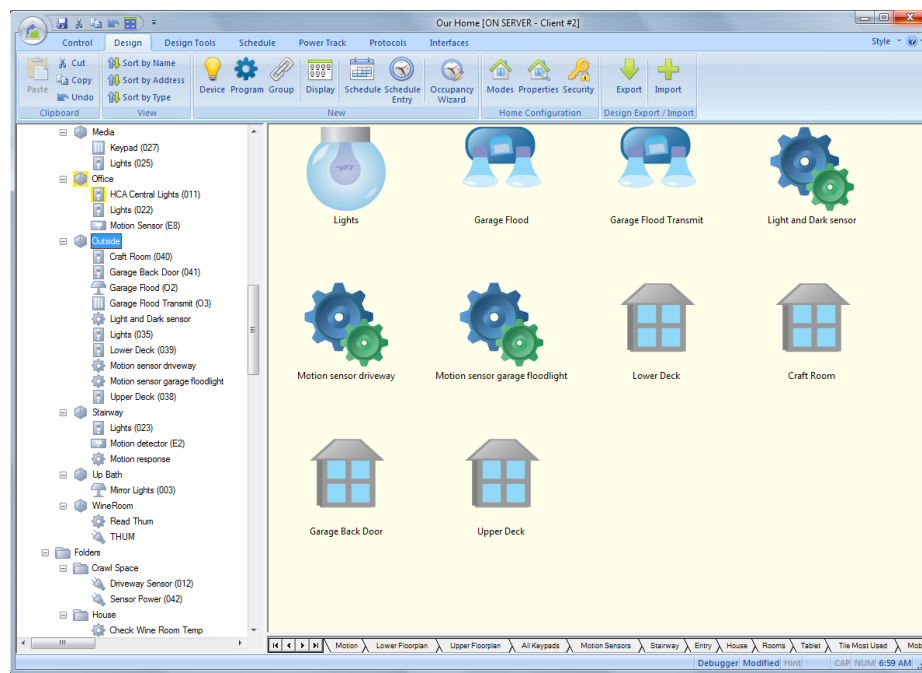 Our Home [ON SERVER - Client #2]
Control Design Design Tools Schedule Power Track Protocols Interfaces Style
Cut
Copy
Undo
Paste
Clipboard
Sort by Name
Sort by Address
Sort by Type
View
Device Program Group Display Schedule Schedule Entry Occupancy Wizard
New
Modes Properties Security
Home Configuration
Export Import
Design Export / Import
Media
Keypad (027)
Lights (025)
Office
HCA Central Lights (011)
Lights (022)
Motion Sensor (E8)
Outside
Craft Room (040)
Garage Back Door (041)
Garage Flood (O2)
Garage Flood Transmit (O3)
Light and Dark sensor
Lights (035)
Lower Deck (039)
Motion sensor driveway
Motion sensor garage floodlight
Upper Deck (038)
Stairway
Lights (023)
Motion detector (E2)
Motion response
Up Bath
Mirror Lights (003)
WineRoom
Read Thum
THUM
Folders
Crawl Space
Driveway Sensor (012)
Sensor Power (042)
House
Check Wine Room Temp
Lights Garage Flood Garage Flood Transmit Light and Dark sensor
Motion sensor driveway Motion sensor garage floodlight Lower Deck Craft Room
Garage Back Door Upper Deck
Motion Lower Floorplan Upper Floorplan All Keypads Motion Sensors Stairway Entry House Rooms Tablet Tile Most Used Mob
Debugger Modified Hint CAP NUM 6:59 AM